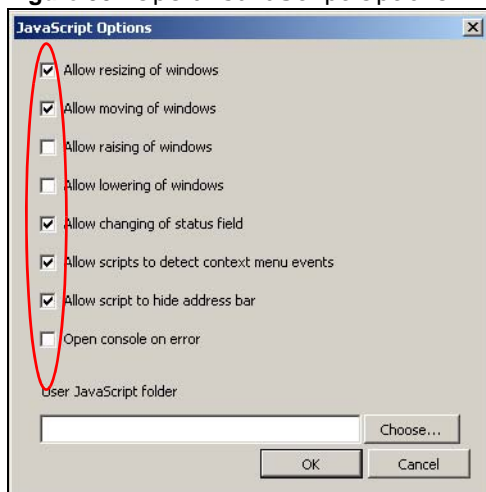 JavaScript Options
Allow resizing of windows
Allow moving of windows
Allow raising of windows
Allow lowering of windows
Allow changing of status field
Allow scripts to detect context menu events
Allow script to hide address bar
Open console on error
User JavaScript folder
Choose...
OK
Cancel